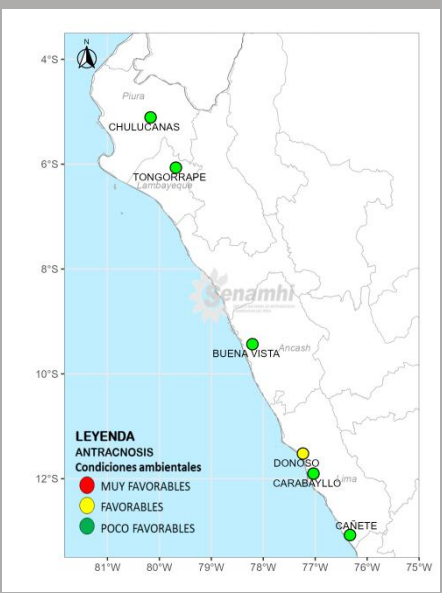 N
4°S
Piura
CHULUCANAS
6°S
TONGORRAPE
Lambayeque
8°S
Senamhi
BUENA VISTA
Ancash
10°S
LEYENDA
ANTRACNOSIS
Condiciones ambientales
MUY FAVORABLES
FAVORABLES
POCO FAVORABLES
DONOSO
12°S
CARABAYLLO
Lima
CAÑETE
81°W 80°W 79°W 78°W 77°W 76°W 75°W